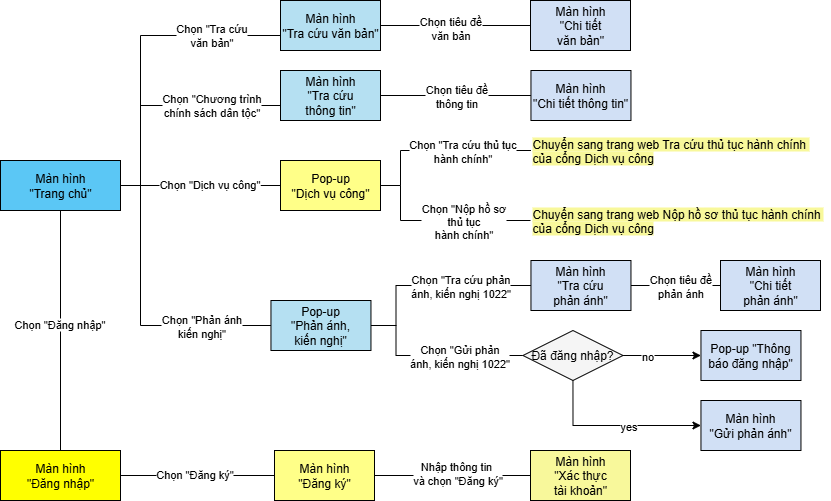 Chọn "Tra cứu
văn bản"
Màn hình
"Tra cứu văn bản"
Chọn tiêu đề
văn bản
Màn hình
"Chi tiết
văn bản"
Chọn "Chương trình
chính sách dân tộc"
Màn hình
"Tra cứu
thông tin"
Chọn tiêu đề
thông tin
Màn hình
"Chi tiết thông tin"
Màn hình
"Trang chủ"
Chọn "Dịch vụ công"
Pop-up
"Dịch vụ công"
Chọn "Tra cứu thủ tục
hành chính"
Chuyển sang trang web Tra cứu thủ tục hành chính
của cổng Dịch vụ công
Chọn "Nộp hồ sơ
thủ tục
hành chính"
Chuyển sang trang web Nộp hồ sơ thủ tục hành chính
của cổng Dịch vụ công
Chọn "Phản ánh
kiến nghị"
Pop-up
"Phản ánh,
kiến nghị"
Chọn "Tra cứu phản
ánh, kiến nghị 1022"
Màn hình
"Tra cứu
phản ánh"
Chọn tiêu đề
phản ánh
Màn hình
"Chi tiết
phản ánh"
Chọn "Gửi phản
ánh, kiến nghị 1022"
Đã đăng nhập?
no
Pop-up "Thông
báo đăng nhập"
yes
Màn hình
"Gửi phản ánh"
Chọn "Đăng nhập"
Màn hình
"Đăng nhập"
Chọn "Đăng ký"
Màn hình
"Đăng ký"
Nhập thông tin
và chọn "Đăng ký"
Màn hình
"Xác thực
tài khoản"